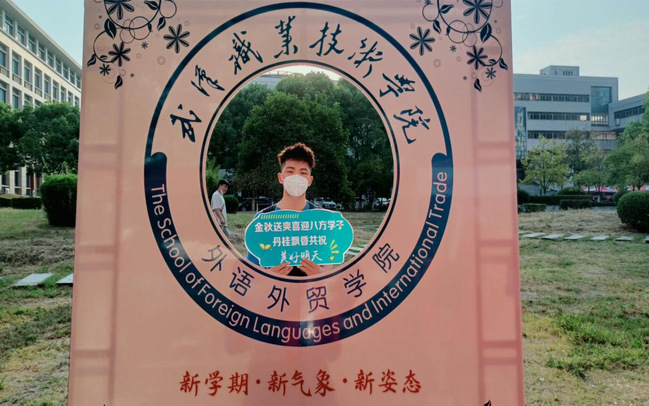 武汉职业技术学院
金秋送爽喜迎八方学子
丹桂飘香共祝
美好明天
外语外贸学院
The School of Foreign Languages and International Trade
新学期·新气象·新姿态